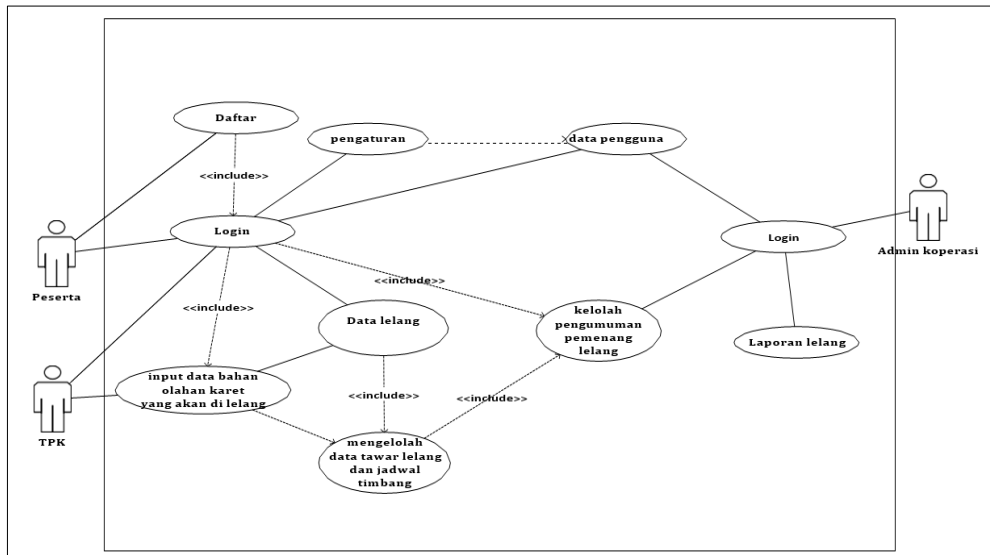 Daftar
pengaturan
data pengguna
<<include>>
Login
Login
Peseta
Admin koperasi
<<include>>
<<include>>
Data lelang
kelolah
pengumuman
pemenang
lelang
Laporan lelang
input data bahan
olahan karet
yang akan di lelang
TPK
<<include>>
<<include>>
mengelolah
data tawar lelang
dan jadwal
timbang